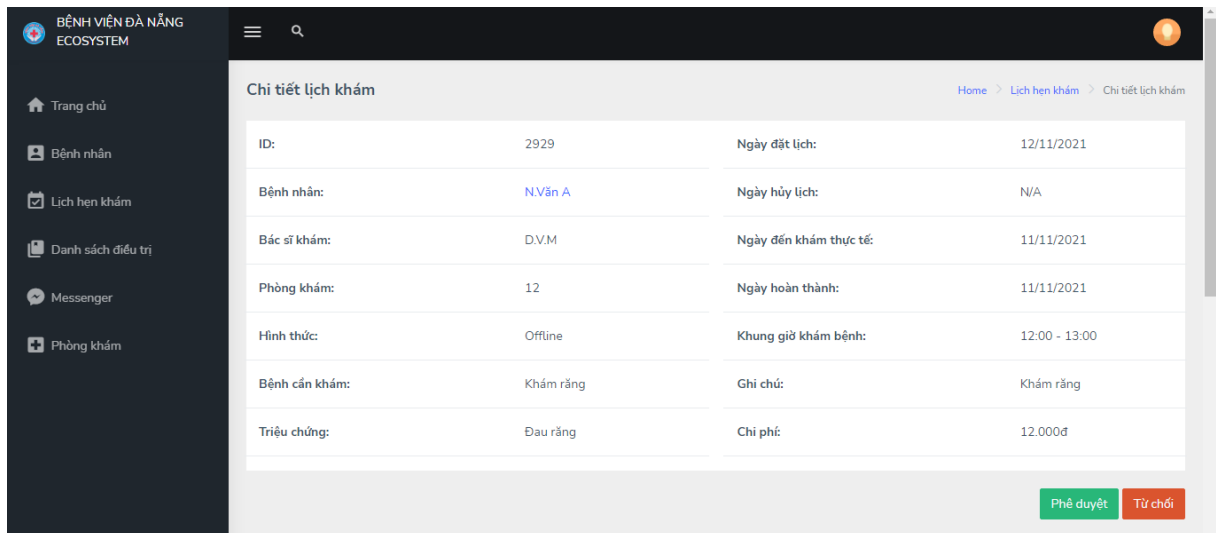 BỆNH VIỆN ĐÀ NẴNG
ECOSYSTEM
Trang chủ
Bệnh nhân
Lịch hẹn khám
Danh sách điều trị
Messenger
Phòng khám
Chi tiết lịch khám
Home > Lịch hẹn khám > Chi tiết lịch khám
ID: 2929 Ngày đặt lịch: 12/11/2021
Bệnh nhân: N.Văn A Ngày hủy lịch: N/A
Bác sĩ khám: D.V.M Ngày đến khám thực tế: 11/11/2021
Phòng khám: 12 Ngày hoàn thành: 11/11/2021
Hình thức: Offline Khung giờ khám bệnh: 12:00 - 13:00
Bệnh cần khám: Khám răng Ghi chú: Khám răng
Triệu chứng: Đau răng Chi phí: 12.000đ
Phê duyệt Từ chối